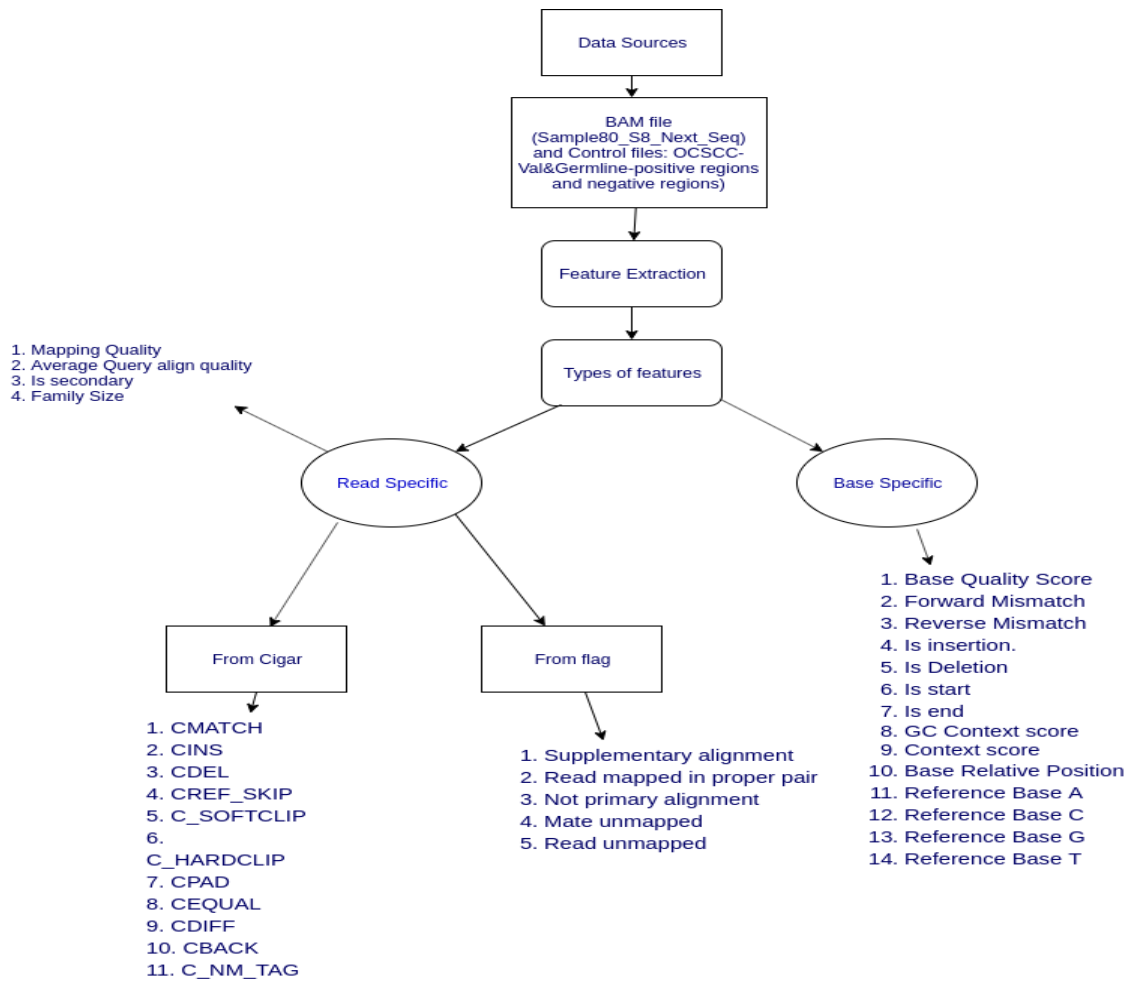 Data Sources
BAM file
(Sample80_S8_Next_Seq)
and Control files: OCSCC-
Val&Germline-positive regions
and negative regions)
Feature Extraction
Types of features
1. Mapping Quality
2. Average Query align quality
3. Is secondary
4. Family Size
Read Specific
Base Specific
From Cigar
From flag
1. CMATCH
2. CINS
3. CDEL
4. CREF_SKIP
5. C_SOFTCLIP
6.
C_HARDCLIP
7. CPAD
8. CEQUAL
9. CDIFF
10. CBACK
11. C_NM_TAG
1. Supplementary alignment
2. Read mapped in proper pair
3. Not primary alignment
4. Mate unmapped
5. Read unmapped
1. Base Quality Score
2. Forward Mismatch
3. Reverse Mismatch
4. Is insertion.
5. Is Deletion
6. Is start
7. Is end
8. GC Context score
9. Context score
10. Base Relative Position
11. Reference Base A
12. Reference Base C
13. Reference Base G
14. Reference Base T